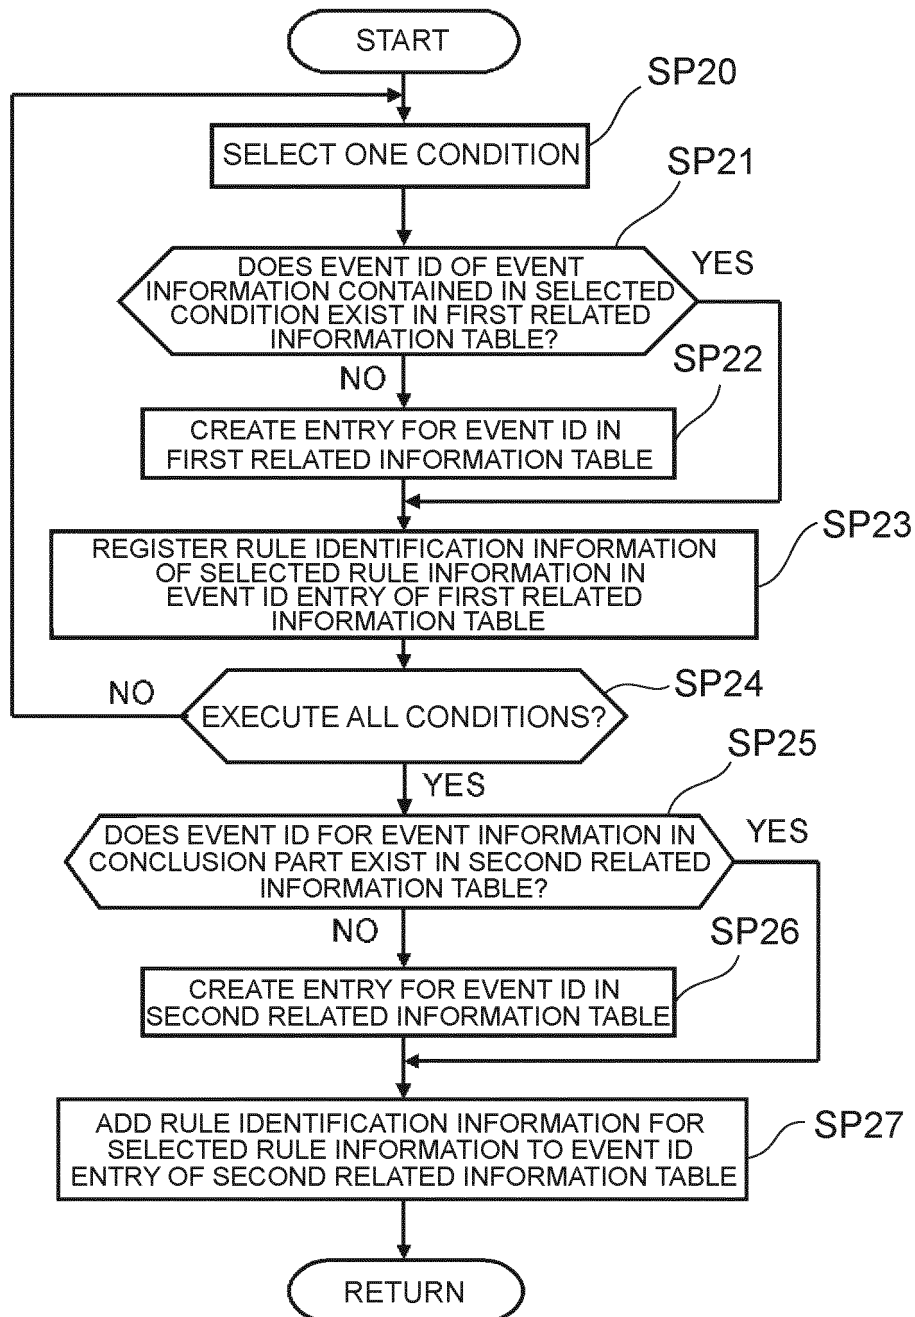 START
SP20
SELECT ONE CONDITION
SP21
DOES EVENT ID OF EVENT
INFORMATION CONTAINED IN SELECTED
CONDITION EXIST IN FIRST RELATED
INFORMATION TABLE?
YES
NO
SP22
CREATE ENTRY FOR EVENT ID IN
FIRST RELATED INFORMATION TABLE
SP23
REGISTER RULE IDENTIFICATION INFORMATION
OF SELECTED RULE INFORMATION IN
EVENT ID ENTRY OF FIRST RELATED
INFORMATION TABLE
NO
SP24
EXECUTE ALL CONDITIONS?
YES
SP25
DOES EVENT ID FOR EVENT INFORMATION IN
CONCLUSION PART EXIST IN SECOND RELATED
INFORMATION TABLE?
YES
NO
SP26
CREATE ENTRY FOR EVENT ID IN
SECOND RELATED INFORMATION TABLE
SP27
ADD RULE IDENTIFICATION INFORMATION FOR
SELECTED RULE INFORMATION TO EVENT ID
ENTRY OF SECOND RELATED INFORMATION TABLE
RETURN